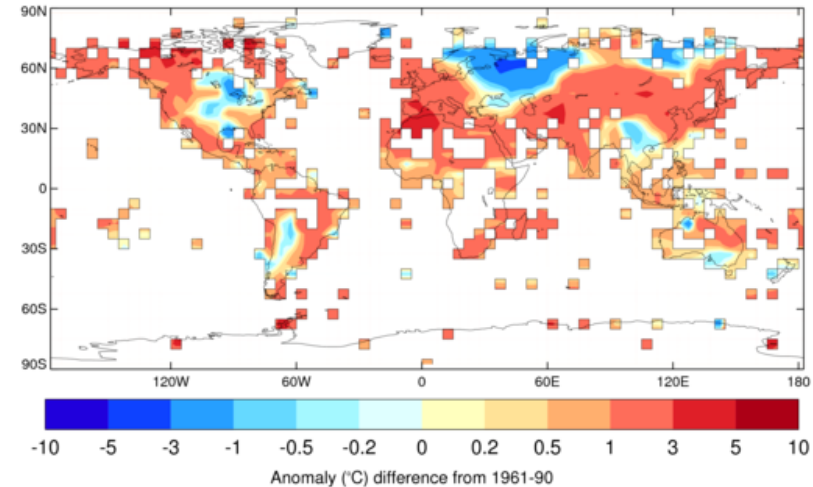 90N
60N
30N
0
30S
60S
90S
120W 60W 0 60E 120E 180
-10 -5 -3 -1 -0.5 -0.2 0 0.2 0.5 1 3 5 10
Anomaly (°C) difference from 1961-90